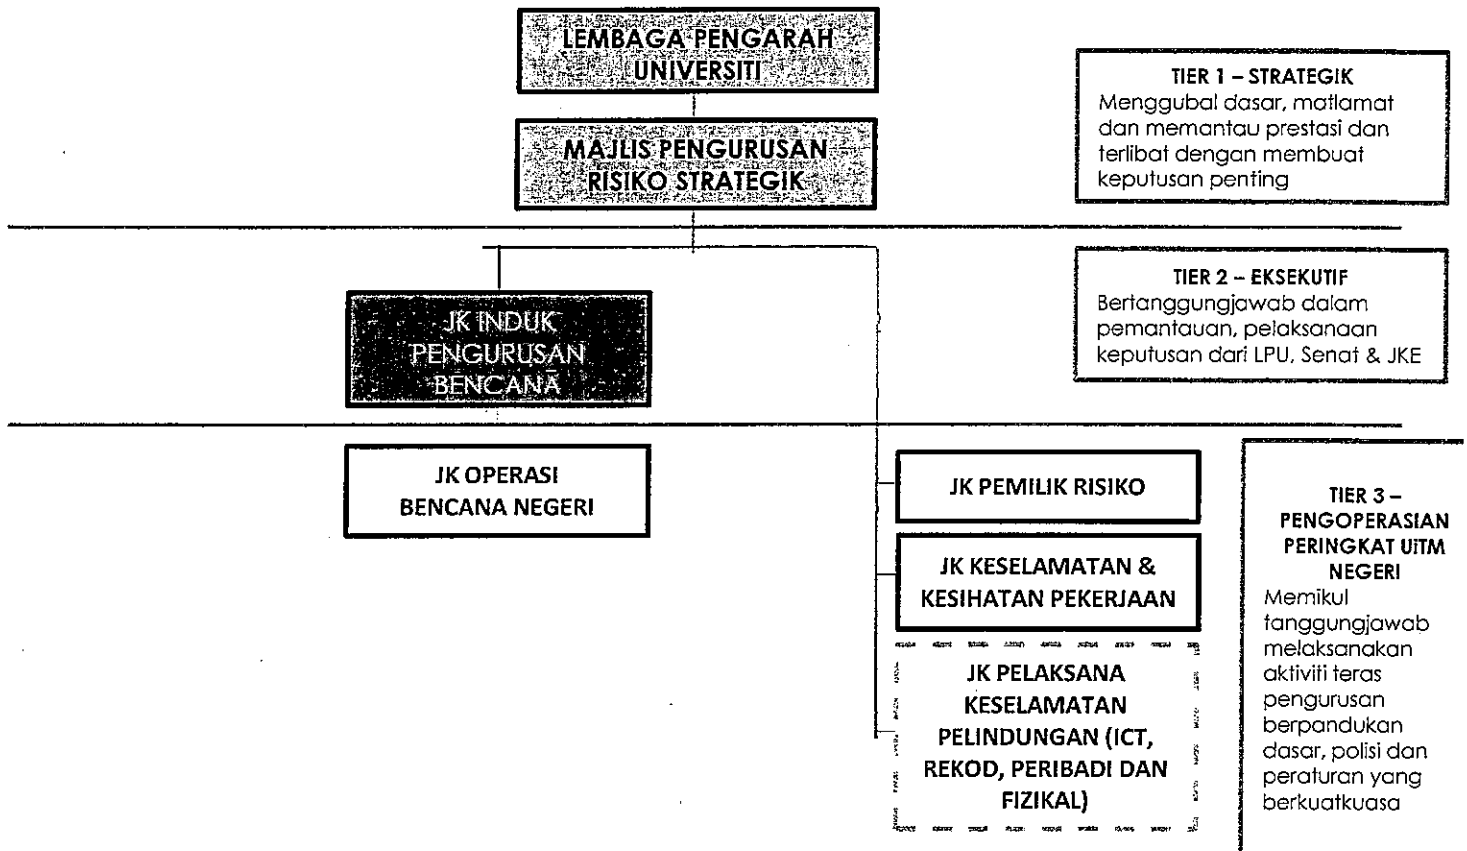 LEMBAGA PENGARAH
UNIVERSITI
MAJLIS PENGURUSAN
RISIKO STRATEGIK
TIER 1 – STRATEGIK
Menggubal dasar, matlamat
dan memantau prestasi dan
terlibat dengan membuat
keputusan penting
JK INDUK
PENGURUSAN
BENCANA
TIER 2 – EKSEKUTIF
Bertanggungjawab dalam
pemantauan, pelaksanaan
keputusan dari LPU, Senat & JKE
JK OPERASI
BENCANA NEGERI
JK PEMILIK RISIKO
JK KESELAMATAN &
KESIHATAN PEKERJAAN
JK PELAKSANA
KESELAMATAN
PELINDUNGAN (ICT,
REKOD, PERIBADI DAN
FIZIKAL)
TIER 3 –
PENGOPERASIAN
PERINGKAT UiTM
NEGERI
Memikul
tanggungjawab
melaksanakan
aktiviti teras
pengurusan
berpandukan
dasar, polisi dan
peraturan yang
berkuatkuasa